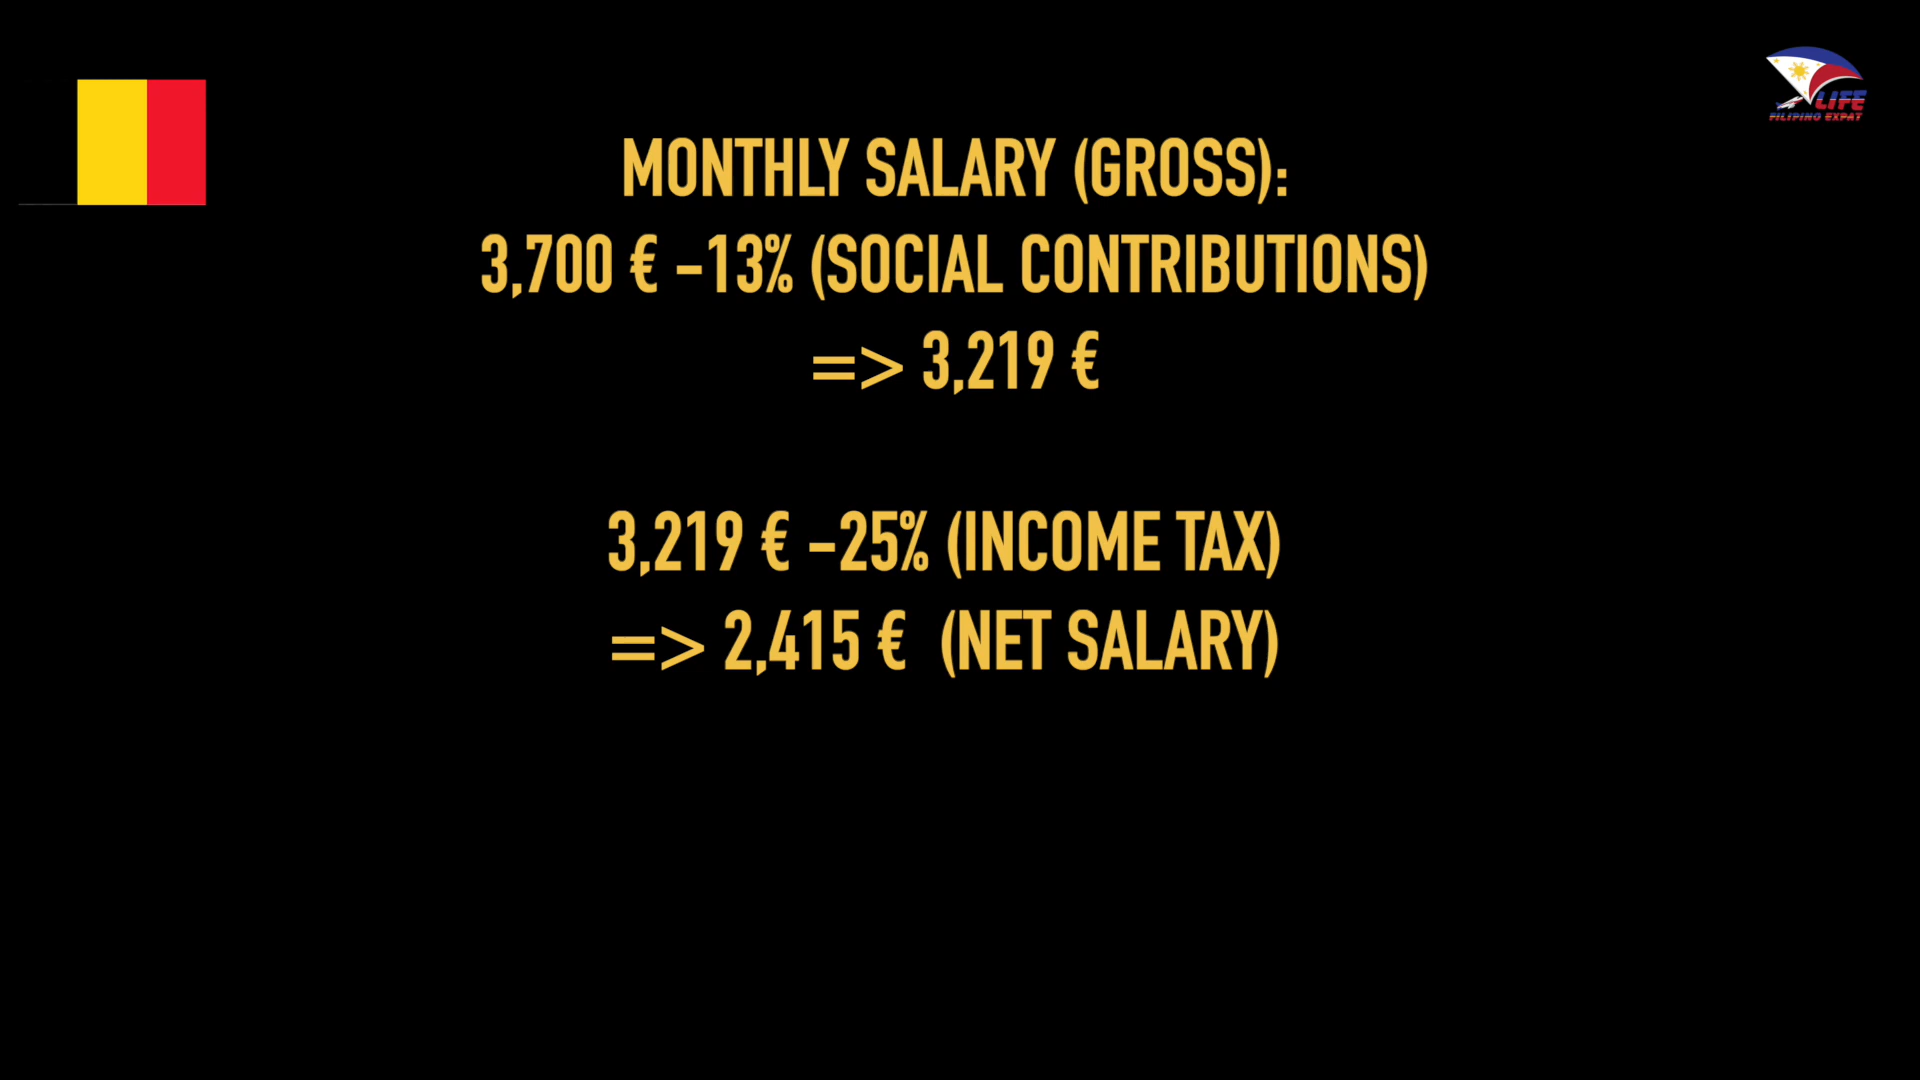 LIFE
FILIPINO EXPAT
MONTHLY SALARY (GROSS):
3,700 € -13% (SOCIAL CONTRIBUTIONS)
=> 3,219 €
3,219 € -25% (INCOME TAX)
=> 2,415 € (NET SALARY)